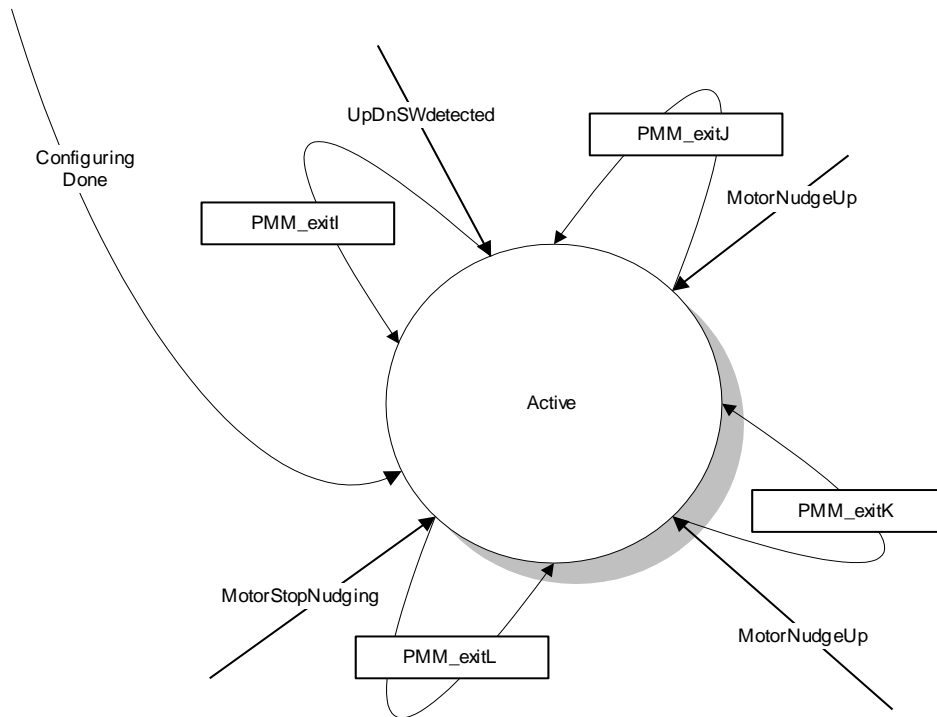 UpDnSWdetected
PMM_exitJ
Configuring
Done
MotorNudgeUp
PMM_exitI
Active
PMM_exitK
MotorStopNudging
MotorNudgeUp
PMM_exitL